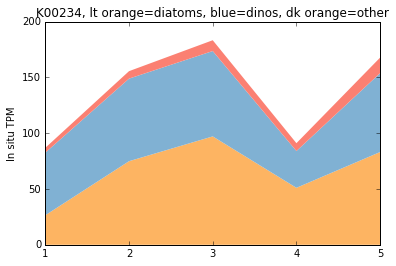 K00234, lt orange=diatoms, blue=dinos, dk orange=other
200
150
100
50
0
In situ TPM
1 2 3 4 5